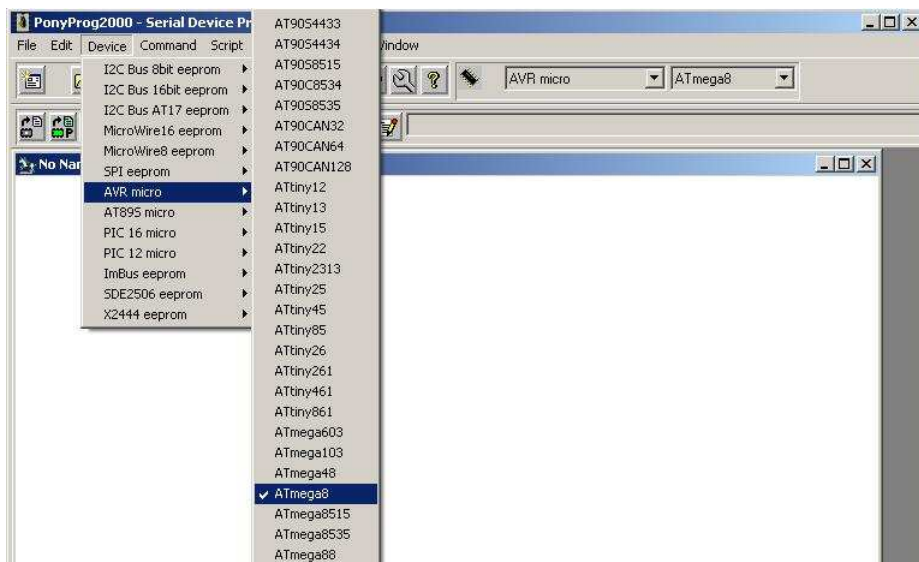 PonyProg2000 - Serial Device Pr
File Edit Device Command Script Window
AVR micro ATmega8
No Nam
I2C Bus 8bit eeprom
I2C Bus 16bit eeprom
I2C Bus AT17 eeprom
MicroWire16 eeprom
MicroWire8 eeprom
SPI eeprom
AVR micro
AT89S micro
PIC 16 micro
PIC 12 micro
ImBus eeprom
SDE2506 eeprom
X2444 eeprom
AT90S4433
AT90S4434
AT90S8515
AT90C8534
AT90S8535
AT90CAN32
AT90CAN64
AT90CAN128
ATtiny12
ATtiny13
ATtiny15
ATtiny22
ATtiny2313
ATtiny25
ATtiny45
ATtiny85
ATtiny26
ATtiny261
ATtiny461
ATtiny861
ATmega603
ATmega103
ATmega48
ATmega8
ATmega8515
ATmega8535
ATmega88